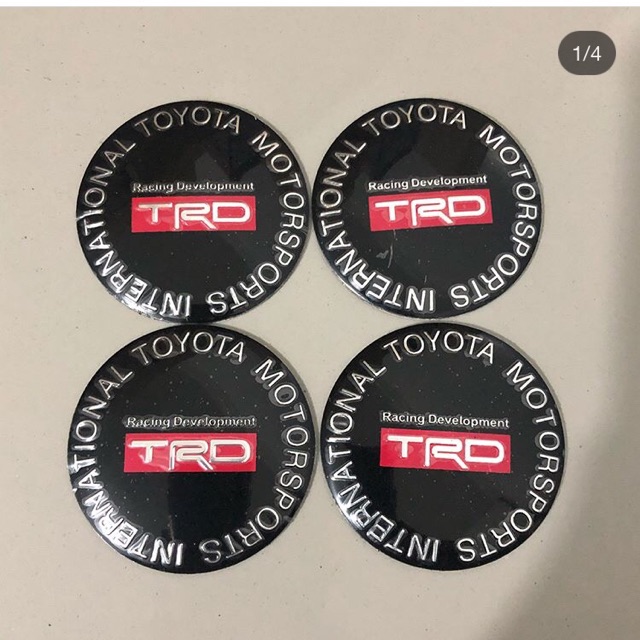 1/4
INTERNATIONAL TOYOTA MOTORSPORTS
Racing Development
TRD
INTERNATIONAL TOYOTA MOTORSPORTS
Racing Development
TRD
INTERNATIONAL TOYOTA MOTORSPORTS
Racing Development
TRD
INTERNATIONAL TOYOTA MOTORSPORTS
Racing Development
TRD